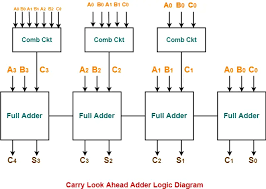 A₀ B₀ A₁ B₁ A₂ B₂ C₀
A₀ B₀ A₁ B₁ C₀
A₀ B₀ C₀
Comb Ckt
Comb Ckt
Comb Ckt
A₃ B₃ C₃
A₂ B₂ C₂
A₁ B₁ C₁
A₀ B₀ C₀
Full Adder
Full Adder
Full Adder
Full Adder
C₄ S₃
C₃ S₂
C₂ S₁
C₁ S₀
Carry Look Ahead Adder Logic Diagram